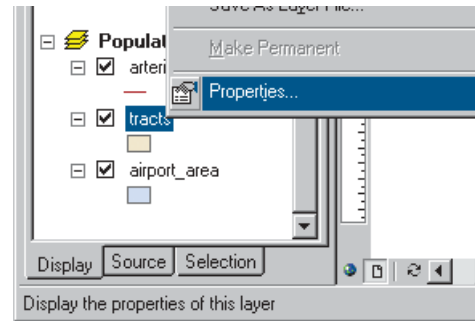 Save As Layer File...
Populat
Make Permanent
arteri
Properties...
tracts
airport_area
Display Source Selection
Display the properties of this layer